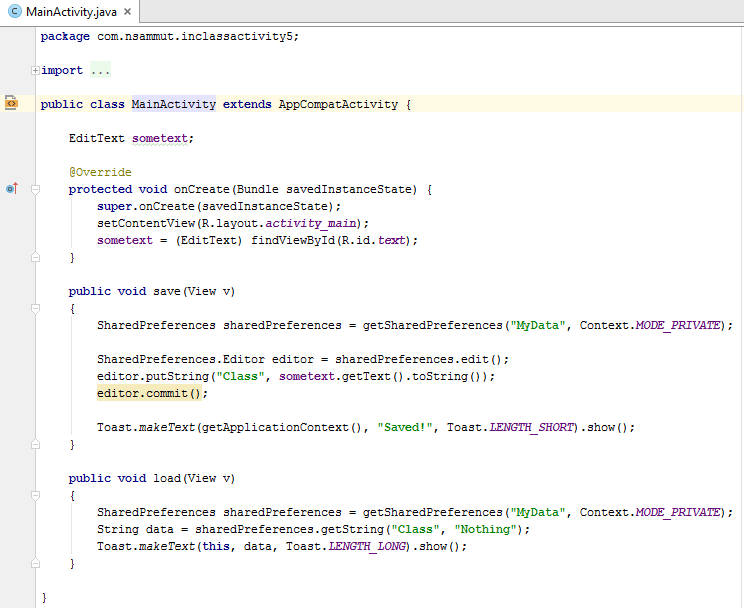 MainActivity.java
package com.nsammut.inclassactivity5;
import ...
public class MainActivity extends AppCompatActivity {
EditText sometext;
@Override
protected void onCreate(Bundle savedInstanceState) {
super.onCreate(savedInstanceState);
setContentView(R.layout.activity_main);
sometext = (EditText) findViewById(R.id.text);
}
public void save(View v)
{
SharedPreferences sharedPreferences = getSharedPreferences("MyData", Context.MODE_PRIVATE);
SharedPreferences.Editor editor = sharedPreferences.edit();
editor.putString("Class", sometext.getText().toString());
editor.commit();
Toast.makeText(getApplicationContext(), "Saved!", Toast.LENGTH_SHORT).show();
}
public void load(View v)
{
SharedPreferences sharedPreferences = getSharedPreferences("MyData", Context.MODE_PRIVATE);
String data = sharedPreferences.getString("Class", "Nothing");
Toast.makeText(this, data, Toast.LENGTH_LONG).show();
}
}